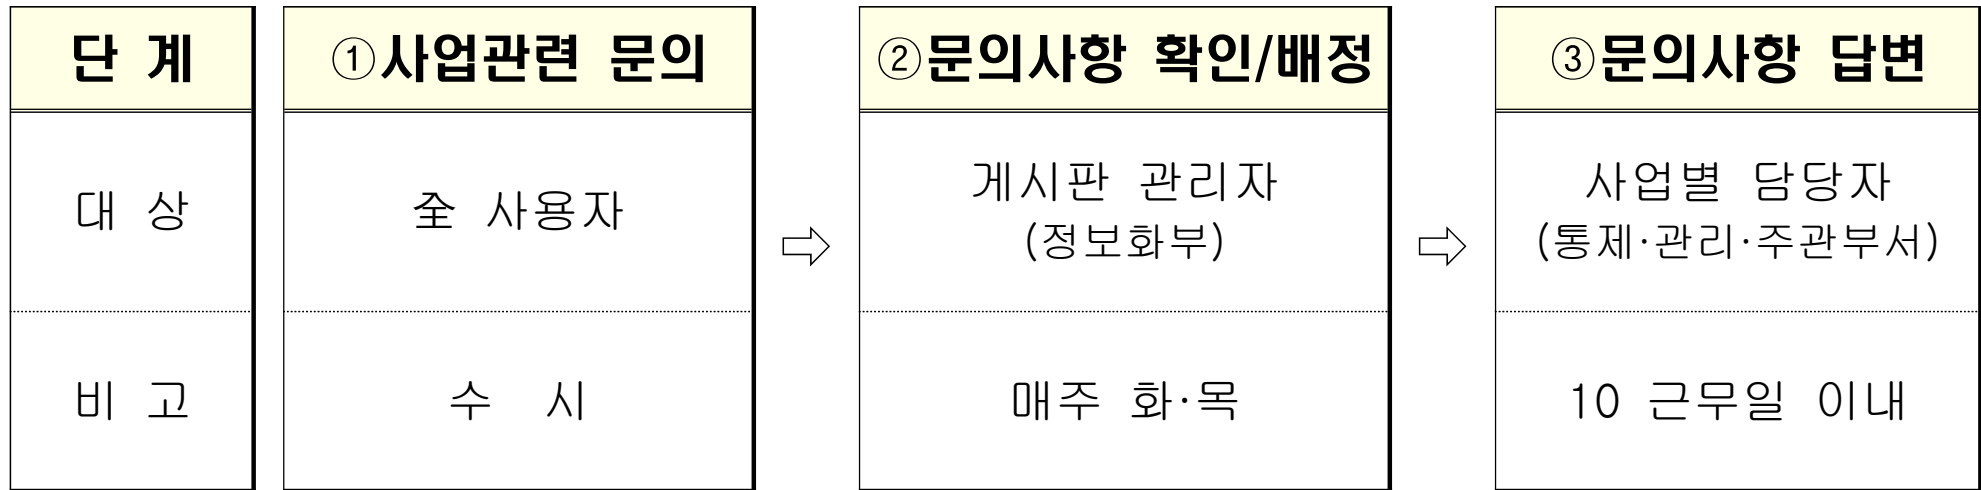 단 계 ①사업관련 문의 ②문의사항 확인/배정 ③문의사항 답변
대 상 全 사용자 ⇨ 게시판 관리자 ⇨ 사업별 담당자
(정보화부) (통제·관리·주관부서)
비 고 수 시 매주 화·목 10 근무일 이내